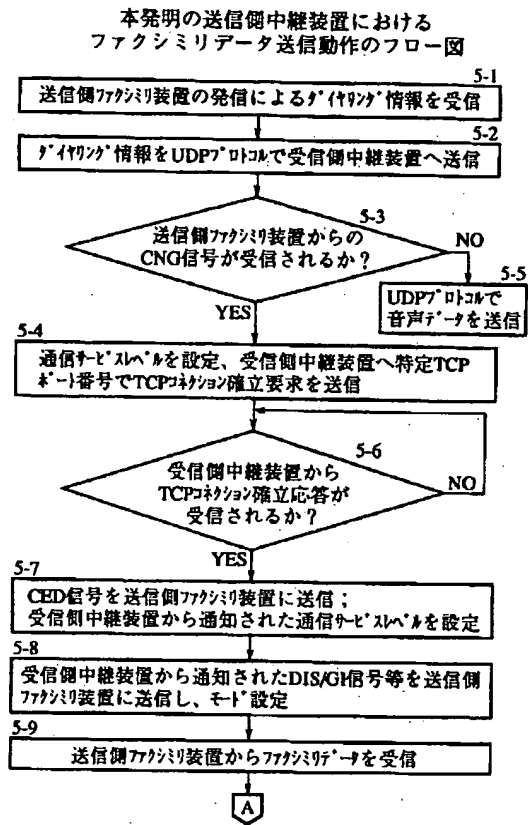 本発明の送信側中継装置における
ファクシミリデータ送信動作のフロー図
5-1
送信側ﾌｧｸｼﾐﾘ装置の発信によるﾀﾞｲﾔﾘﾝｸﾞ情報を受信
5-2
ﾀﾞｲﾔﾘﾝｸﾞ情報をUDPﾌﾟﾛﾄｺﾙで受信側中継装置へ送信
5-3
送信側ﾌｧｸｼﾐﾘ装置からの
CNG信号が受信されるか？
NO
YES
5-5
UDPﾌﾟﾛﾄｺﾙで
音声ﾃﾞｰﾀを送信
5-4
通信ｻｰﾋﾞｽﾚﾍﾞﾙを設定、受信側中継装置へ特定TCP
ﾎﾟｰﾄ番号でTCPｺﾈｸｼｮﾝ確立要求を送信
5-6
受信側中継装置から
TCPｺﾈｸｼｮﾝ確立応答が
受信されるか？
NO
YES
5-7
CED信号を送信側ﾌｧｸｼﾐﾘ装置に送信；
受信側中継装置から通知された通信ｻｰﾋﾞｽﾚﾍﾞﾙを設定
5-8
受信側中継装置から通知されたDIS/GI信号等を送信側
ﾌｧｸｼﾐﾘ装置に送信し、ﾓｰﾄﾞ設定
5-9
送信側ﾌｧｸｼﾐﾘ装置からﾌｧｸｼﾐﾘﾃﾞｰﾀを受信
A